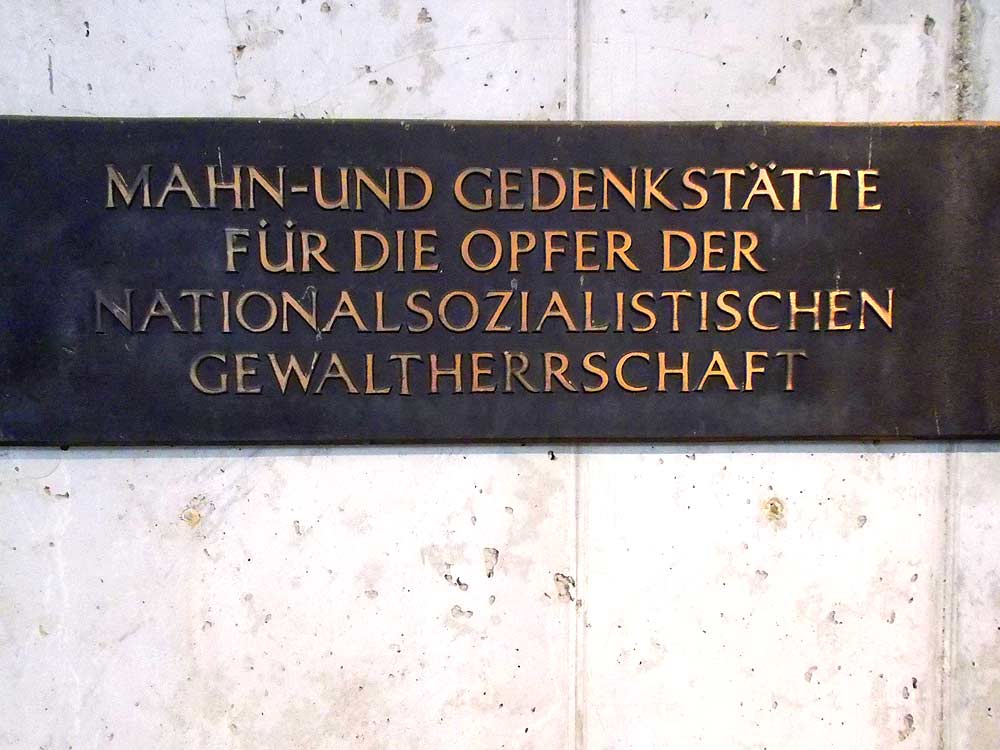 MAHN-UND GEDENKSTÄTTE
FÜR DIE OPFER DER
NATIONALSOZIALISTISCHEN
GEWALTHERRSCHAFT